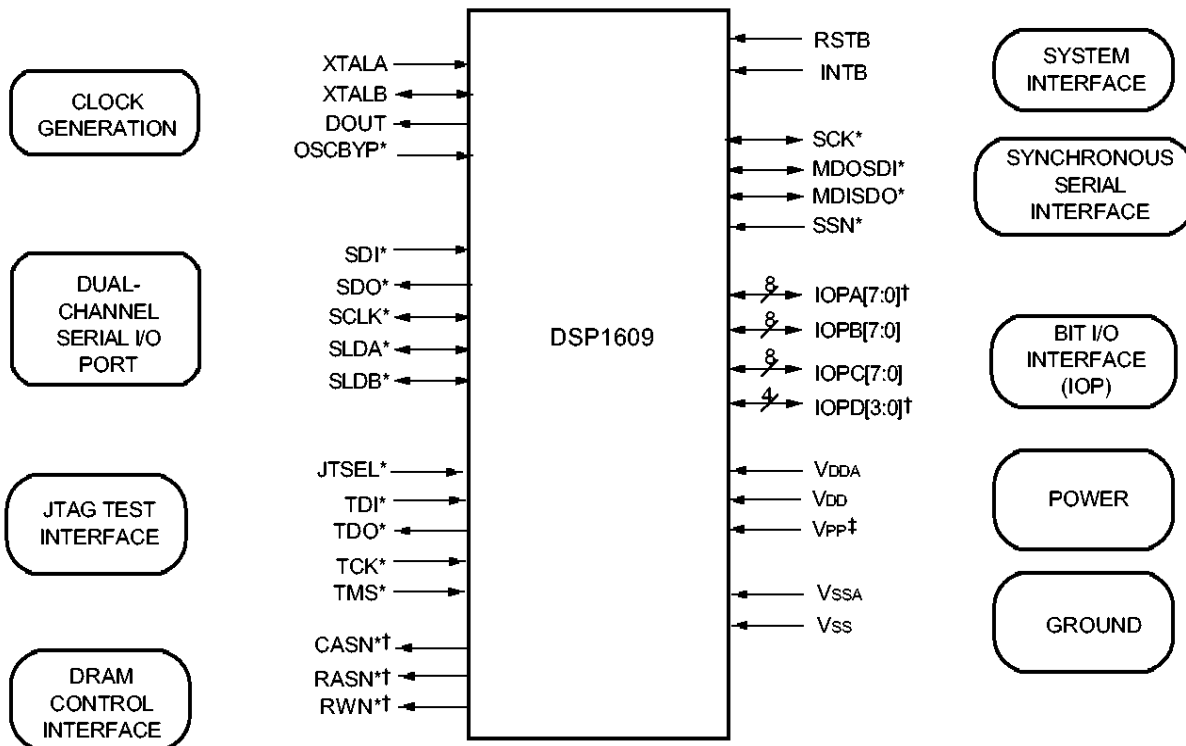 CLOCK
GENERATION
DUAL-
CHANNEL
SERIAL I/O
PORT
JTAG TEST
INTERFACE
DRAM
CONTROL
INTERFACE
XTALA
XTALB
DOUT
OSCBYP*
SDI*
SDO*
SCLK*
SLDA*
SLDB*
JTSEL*
TDI*
TDO*
TCK*
TMS*
CASN*†
RASN*†
RWN*†
DSP1609
RSTB
INTB
SCK*
MDOSDI*
MDISDO*
SSN*
8 IOPA[7:0]†
8 IOPB[7:0]
8 IOPC[7:0]
4 IOPD[3:0]†
VDDA
VDD
VPP‡
VSSA
VSS
SYSTEM
INTERFACE
SYNCHRONOUS
SERIAL
INTERFACE
BIT I/O
INTERFACE
(IOP)
POWER
GROUND